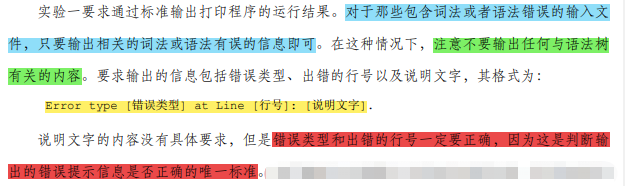 实验一要求通过标准输出打印程序的运行结果。对于那些包含词法或者语法错误的输入文
件，只要输出相关的词法或语法有误的信息即可。在这种情况下，注意不要输出任何与语法树
有关的内容。要求输出的信息包括错误类型、出错的行号以及说明文字，其格式为：
Error type [错误类型] at Line [行号]: [说明文字].
说明文字的内容没有具体要求，但是错误类型和出错的行号一定要正确，因为这是判断输
出的错误提示信息是否正确的唯一标准。